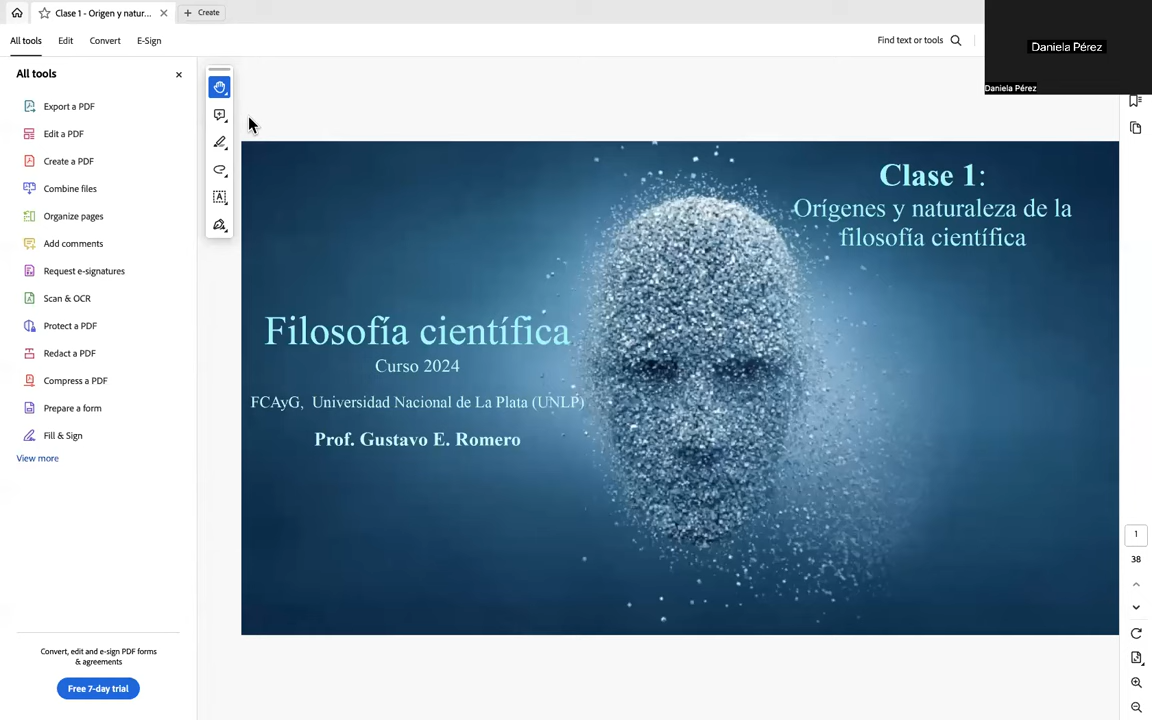 Clase 1 - Origen y natur...
Create
All tools
Edit
Convert
E-Sign
Find text or tools
Daniela Pérez
Daniela Pérez
All tools
Export a PDF
Edit a PDF
Create a PDF
Combine files
Organize pages
Add comments
Request e-signatures
Scan & OCR
Protect a PDF
Redact a PDF
Compress a PDF
Prepare a form
Fill & Sign
View more
Convert, edit and e-sign PDF forms
& agreements
Free 7-day trial
Clase 1:
Orígenes y naturaleza de la
filosofía científica
Filosofía científica
Curso 2024
FCAyG, Universidad Nacional de La Plata (UNLP)
Prof. Gustavo E. Romero
1
38